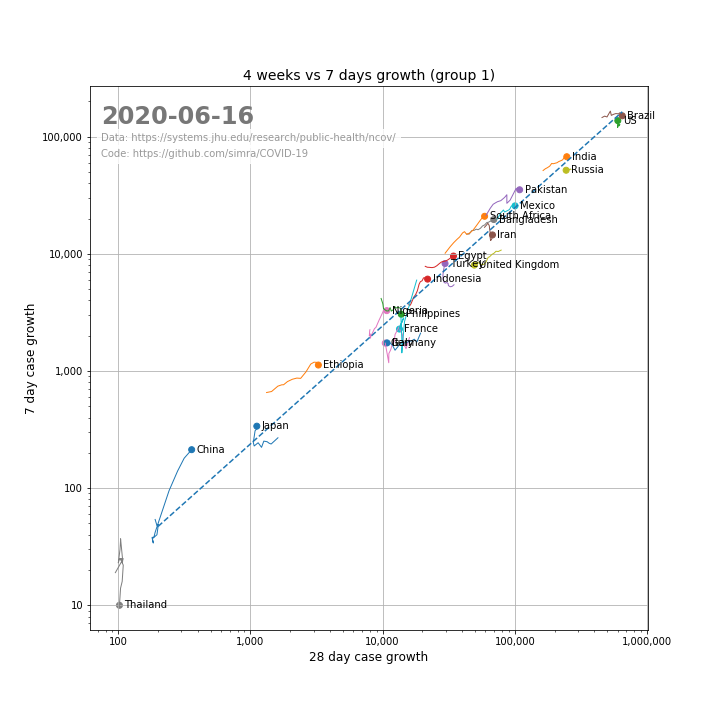 4 weeks vs 7 days growth (group 1)
2020-06-16
Data: https://systems.jhu.edu/research/public-health/ncov/
Code: https://github.com/simra/COVID-19
7 day case growth
100,000
10,000
1,000
100
10
Brazil
US
India
Russia
Pakistan
Mexico
South Africa
Bangladesh
Iran
Egypt
Turkey
United Kingdom
Indonesia
Nigeria
Philippines
France
Italy
Germany
Ethiopia
Japan
China
Thailand
100
1,000
10,000
100,000
1,000,000
28 day case growth